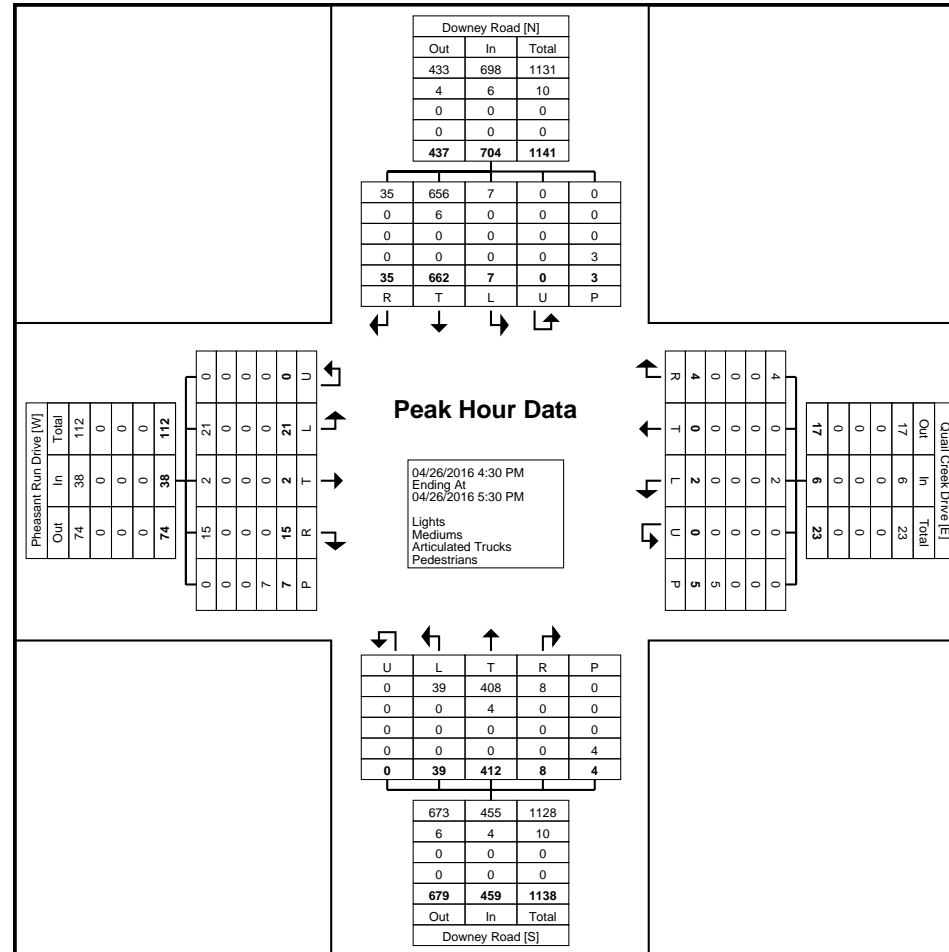 Downey Road [N]
Out In Total
433 698 1131
4 6 10
0 0 0
0 0 0
437 704 1141
35 656 7 0 0
0 6 0 0 0
0 0 0 0 0
0 0 0 0 3
35 662 7 0 3
R T L U P
Pheasant Run Drive [W]
Total In Out
112 38 74
0 0 0
0 0 0
0 0 0
112 38 74
0 21 2 15 0
0 0 0 0 0
0 0 0 0 0
0 0 0 0 7
0 21 2 15 7
U L T R P
Peak Hour Data
04/26/2016 4:30 PM
Ending At
04/26/2016 5:30 PM
Lights
Mediums
Articulated Trucks
Pedestrians
R T L U P
4 0 2 0 5
0 0 0 0 5
0 0 0 0 0
0 0 0 0 0
4 0 2 0 0
17 6 23
0 0 0
0 0 0
0 0 0
17 6 23
Out In Total
Quail Creek Drive [E]
U L T R P
0 39 408 8 0
0 0 4 0 0
0 0 0 0 0
0 0 0 0 4
0 39 412 8 4
673 455 1128
6 4 10
0 0 0
0 0 0
679 459 1138
Out In Total
Downey Road [S]